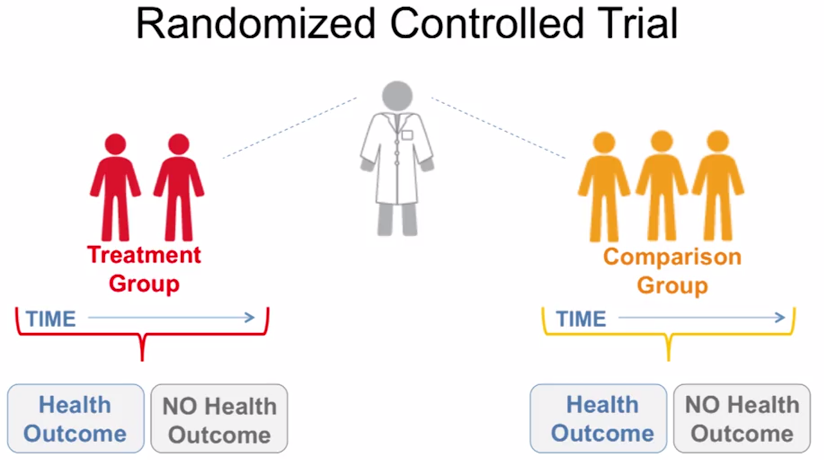 Randomized Controlled Trial
Treatment
Group
Comparison
Group
TIME
TIME
Health
Outcome
NO Health
Outcome
Health
Outcome
NO Health
Outcome